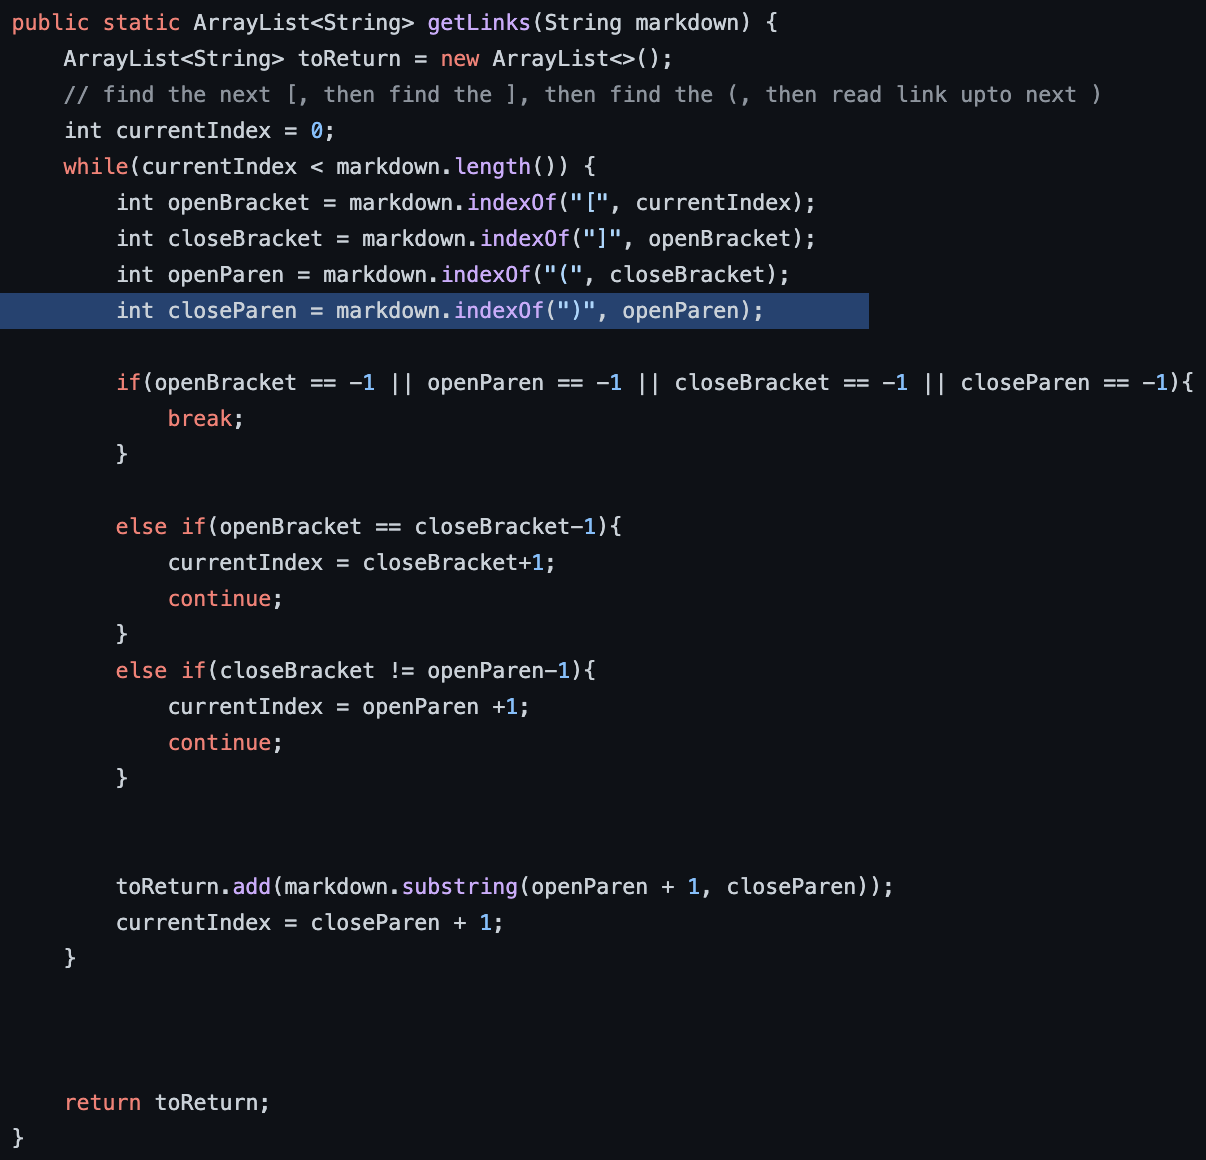 public static ArrayList<String> getLinks(String markdown) {
    ArrayList<String> toReturn = new ArrayList<>();
    // find the next [, then find the ], then find the (, then read link upto next )
    int currentIndex = 0;
    while(currentIndex < markdown.length()) {
        int openBracket = markdown.indexOf("[", currentIndex);
        int closeBracket = markdown.indexOf("]", openBracket);
        int openParen = markdown.indexOf("(", closeBracket);
        int closeParen = markdown.indexOf(")", openParen);

        if(openBracket == -1 || openParen == -1 || closeBracket == -1 || closeParen == -1){
            break;
        }

        else if(openBracket == closeBracket-1){
            currentIndex = closeBracket+1;
            continue;
        }
        else if(closeBracket != openParen-1){
            currentIndex = openParen +1;
            continue;
        }

        toReturn.add(markdown.substring(openParen + 1, closeParen));
        currentIndex = closeParen + 1;
    }

    return toReturn;
}